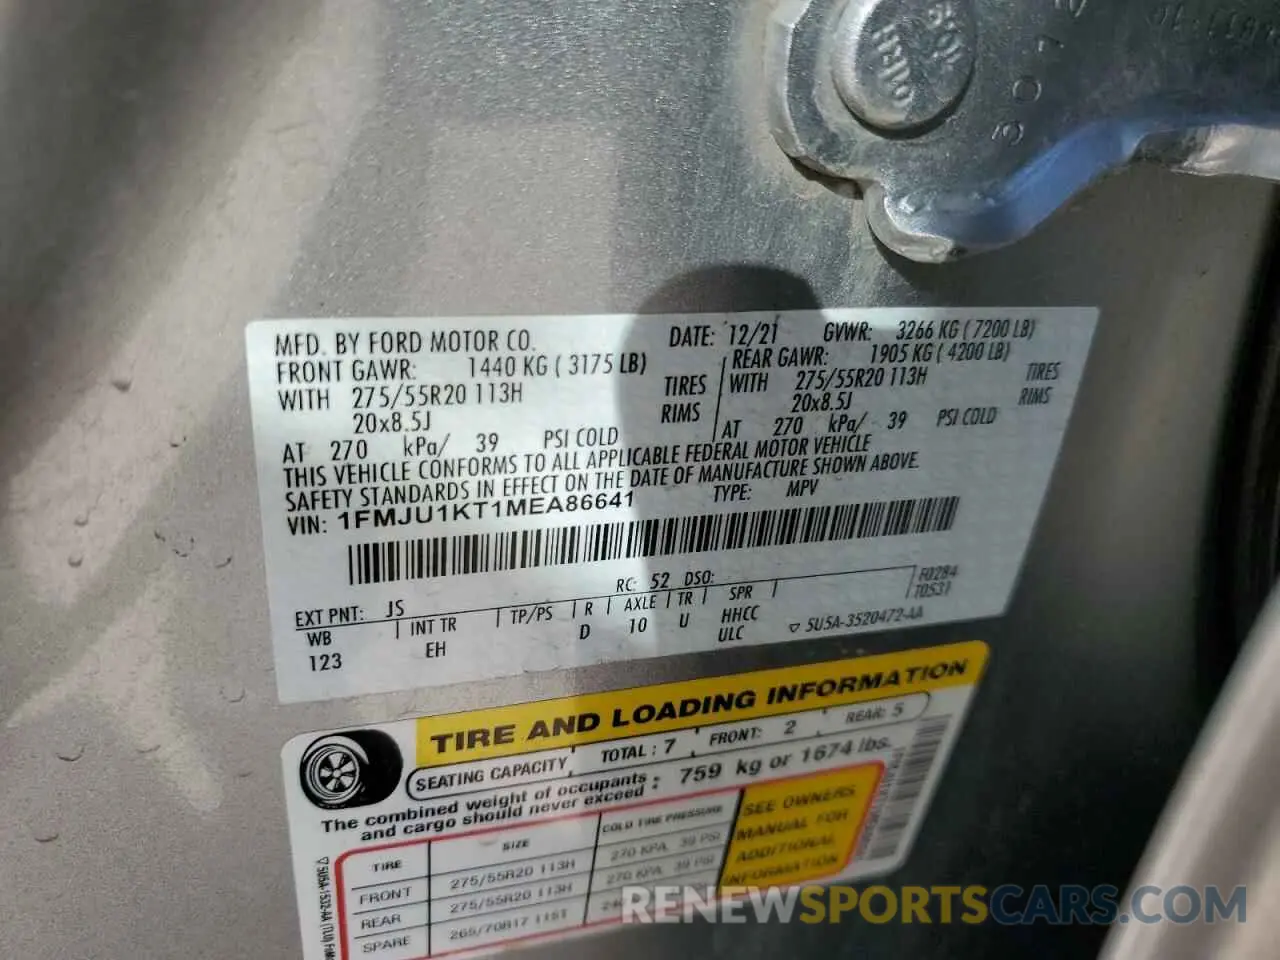 301
MFD. BY FORD MOTOR CO. DATE: 12/21 GVWR: 3266 KG ( 7200 LB)
FRONT GAWR: 1440 KG ( 3175 LB) REAR GAWR: 1905 KG ( 4200 LB)
WITH 275/55R20 113H TIRES WITH 275/55R20 113H TIRES
20x8.5J RIMS 20x8.5J RIMS
AT 270 kPa/ 39 PSI COLD AT 270 kPa/ 39 PSI COLD
THIS VEHICLE CONFORMS TO ALL APPLICABLE FEDERAL MOTOR VEHICLE
SAFETY STANDARDS IN EFFECT ON THE DATE OF MANUFACTURE SHOWN ABOVE.
VIN: 1FMJU1KT1MEA86641 TYPE: MPV
EXT PNT: JS RC: 52 DSO: F0284
WB INT TR TP/PS R AXLE TR SPR T0531
123 EH D 10 U HHCC
ULC ▽ 5U5A-3520472-AA
TIRE AND LOADING INFORMATION
SEATING CAPACITY TOTAL : 7 FRONT: 2 REAR: 5
The combined weight of occupants and cargo should never exceed : 759 kg or 1674 lbs.
TIRE SIZE COLD TIRE PRESSURE
FRONT 275/55R20 113H 270 KPA, 39 PSI
REAR 275/55R20 113H 270 KPA, 39 PSI
SPARE 265/70R17 115T
SEE OWNERS
MANUAL FOR
ADDITIONAL
INFORMATION
RENEWSPORTSCARS.COM